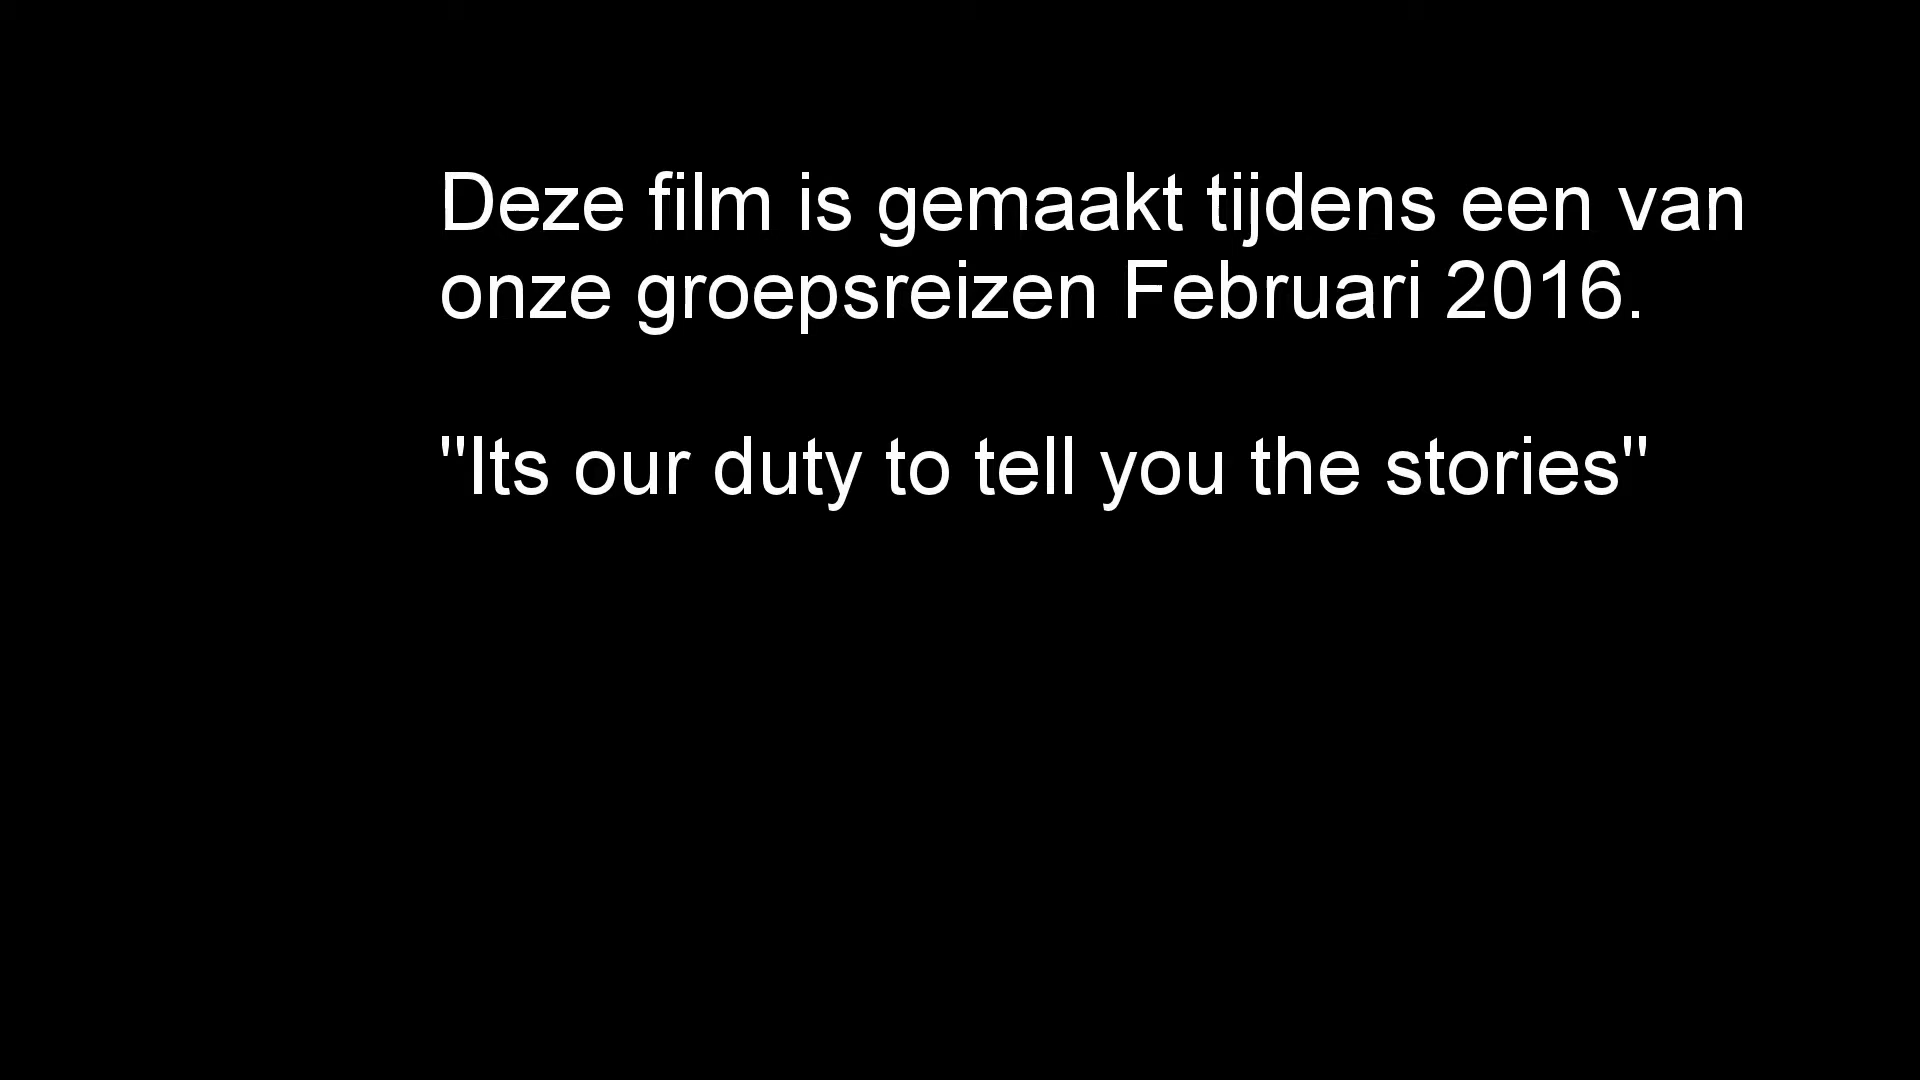 Deze film is gemaakt tijdens een van
onze groepsreizen Februari 2016.
"Its our duty to tell you the stories"